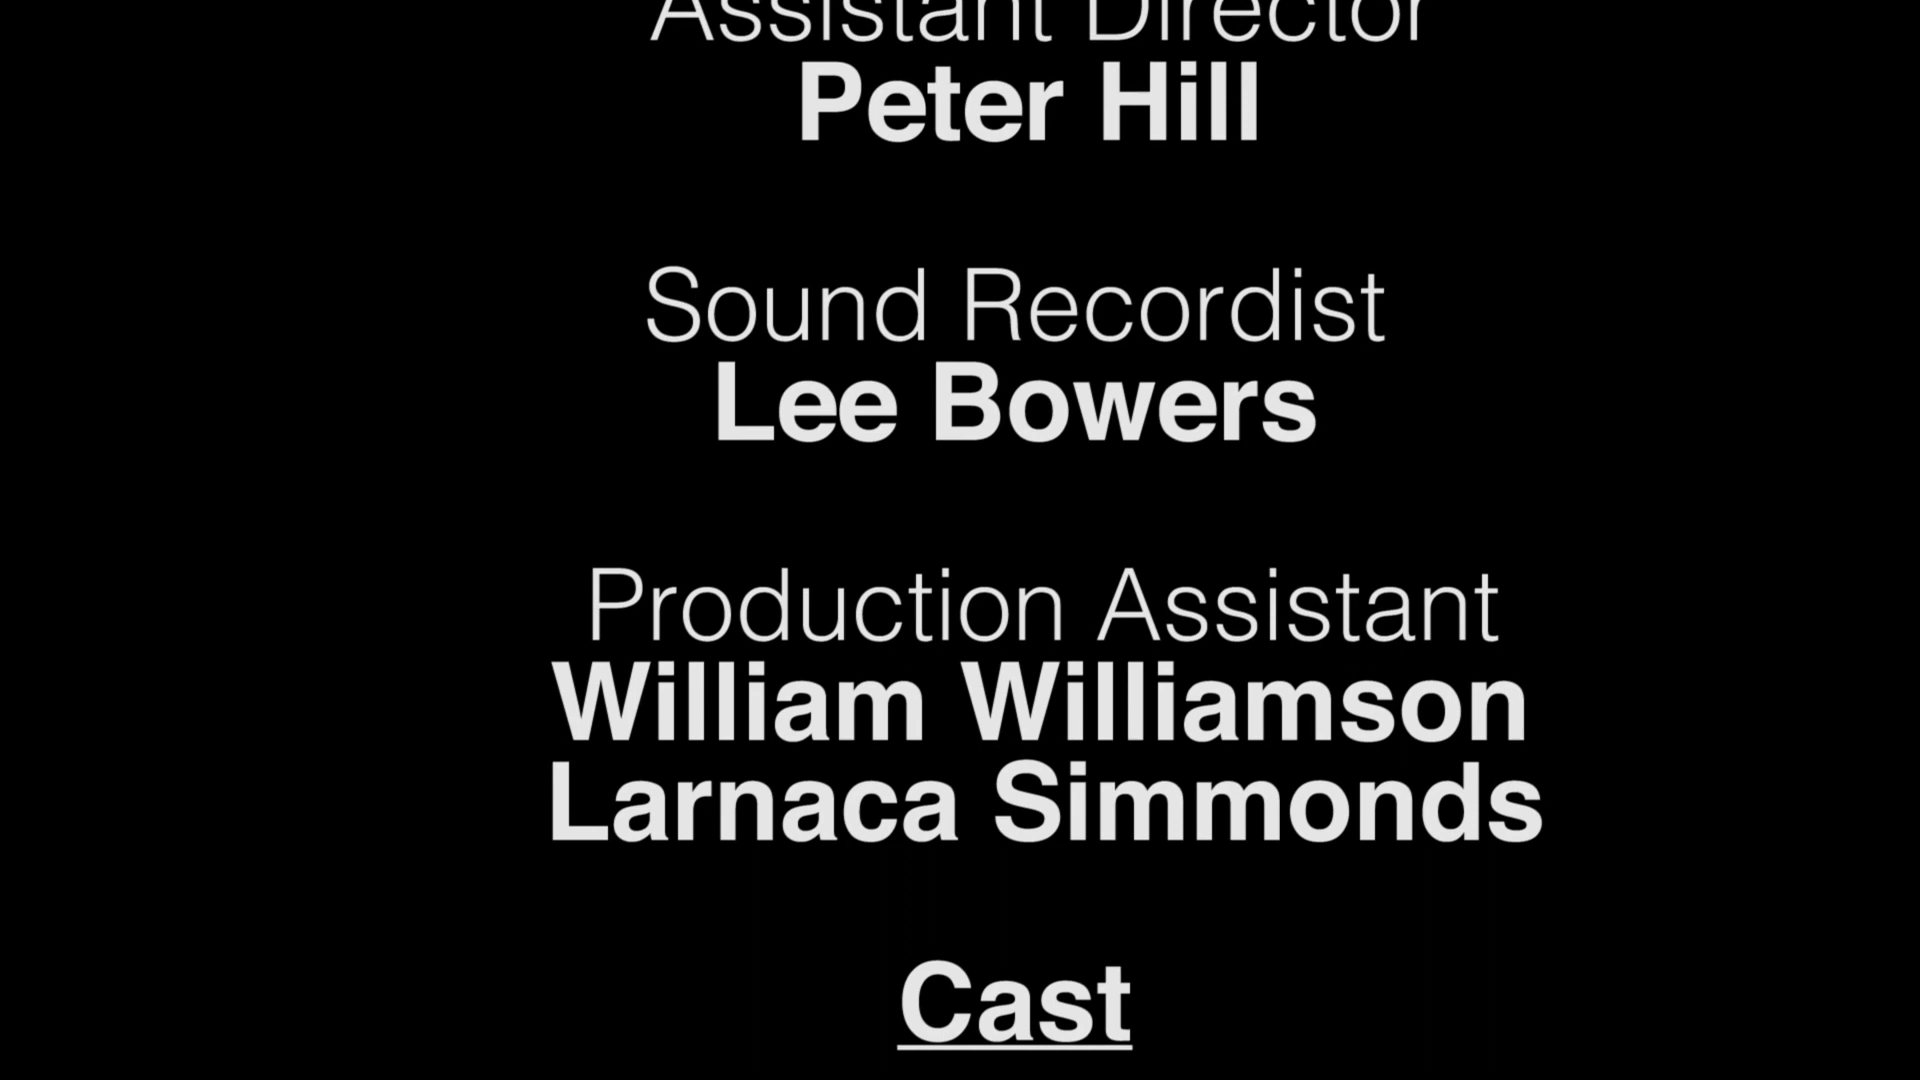 Assistant Director
Peter Hill
Sound Recordist
Lee Bowers
Production Assistant
William Williamson
Larnaca Simmonds
Cast